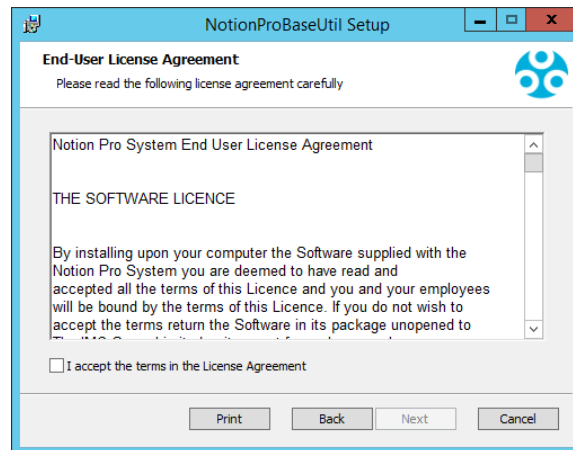 NotionProBaseUtil Setup
End-User License Agreement
Please read the following license agreement carefully
Notion Pro System End User License Agreement
THE SOFTWARE LICENCE
By installing upon your computer the Software supplied with the
Notion Pro System you are deemed to have read and
accepted all the terms of this Licence and you and your employees
will be bound by the terms of this Licence. If you do not wish to
accept the terms return the Software in its package unopened to
I accept the terms in the License Agreement
Print
Back
Next
Cancel